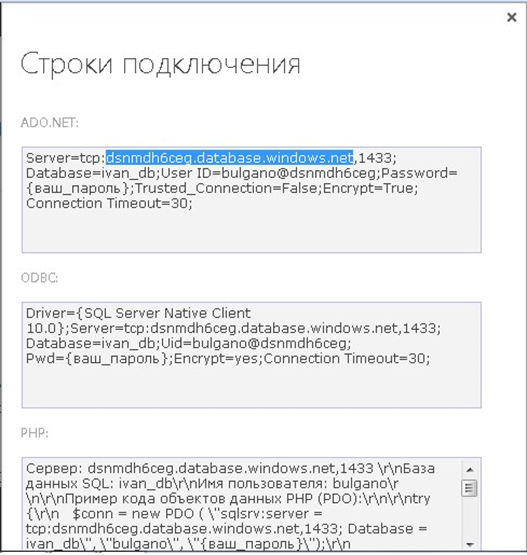 Строки подключения
ADO.NET:
Server=tcp:dsnmdh6ceg.database.windows.net,1433;
Database=ivan_db;User ID=bulgano@dsnmdh6ceg;Password=
{ваш_пароль};Trusted_Connection=False;Encrypt=True;
Connection Timeout=30;
ODBC:
Driver={SQL Server Native Client
10.0};Server=tcp:dsnmdh6ceg.database.windows.net,1433;
Database=ivan_db;Uid=bulgano@dsnmdh6ceg;
Pwd={ваш_пароль};Encrypt=yes;Connection Timeout=30;
PHP:
Сервер: dsnmdh6ceg.database.windows.net,1433 \r\nБаза
данных SQL: ivan_db\r\nИмя пользователя: bulgano\r
\n\r\nПример кода объектов данных PHP (PDO):\r\n\r\ntry
{\r\n   $conn = new PDO ( \"sqlsrv:server =
tcp:dsnmdh6ceg.database.windows.net,1433; Database =
ivan_db\", \"bulgano\", \"{ваш_пароль}\");\r\n